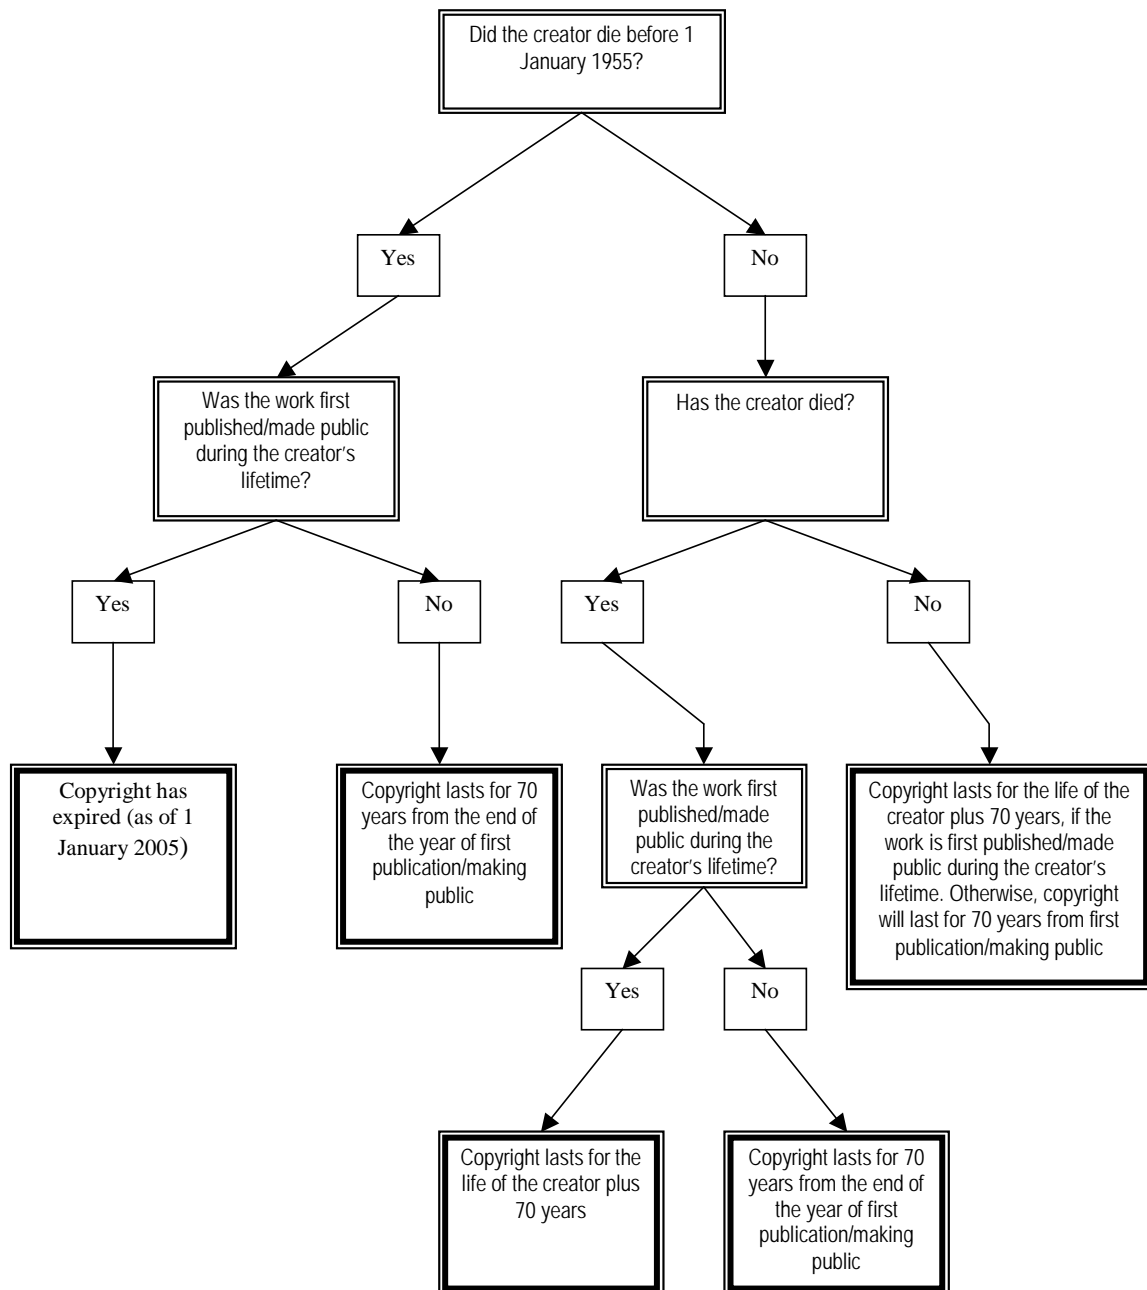 Did the creator die before 1
January 1955?
Yes
No
Was the work first
published/made public
during the creator's
lifetime?
Has the creator died?
Yes
No
Yes
No
Copyright has
expired (as of 1
January 2005)
Copyright lasts for 70
years from the end of
the year of first
publication/making
public
Was the work first
published/made
public during the
creator's lifetime?
Copyright lasts for the life of the
creator plus 70 years, if the
work is first published/made
public during the creator's
lifetime. Otherwise, copyright
will last for 70 years from first
publication/making public
Yes
No
Copyright lasts for the
life of the creator plus
70 years
Copyright lasts for 70
years from the end of
the year of first
publication/making
public